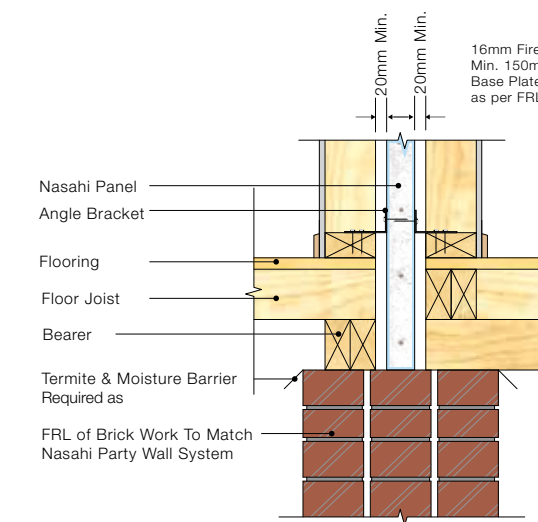 20mm Min.
20mm Min.
16mm Fire
Min. 150m
Base Plate
as per FRL
Nasahi Panel
Angle Bracket
Flooring
Floor Joist
Bearer
Termite & Moisture Barrier
Required as
FRL of Brick Work To Match
Nasahi Party Wall System